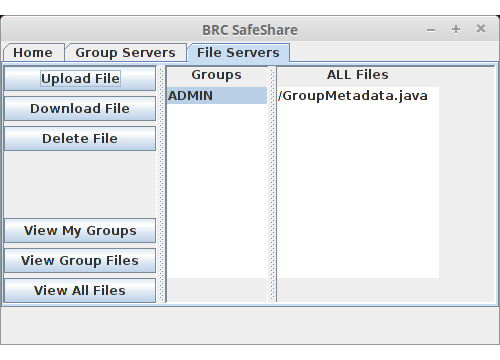 BRC SafeShare
Home Group Servers File Servers
Upload File
Download File
Delete File
View My Groups
View Group Files
View All Files
Groups
ADMIN
ALL Files
/GroupMetadata.java